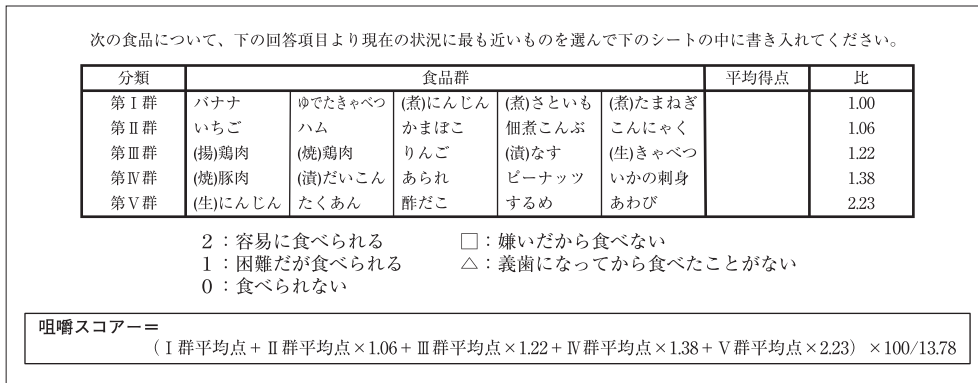 次の食品について、下の回答項目より現在の状況に最も近いものを選んで下のシートの中に書き入れてください。
分類 食品群 平均得点 比
第Ⅰ群 バナナ ゆでたきゃべつ (煮)にんじん (煮)さといも (煮)たまねぎ 1.00
第Ⅱ群 いちご ハム かまぼこ 佃煮こんぶ こんにゃく 1.06
第Ⅲ群 (揚)鶏肉 (焼)鶏肉 りんご (漬)なす (生)きゃべつ 1.22
第Ⅳ群 (焼)豚肉 (漬)だいこん あられ ピーナッツ いかの刺身 1.38
第Ⅴ群 (生)にんじん たくあん 酢だこ するめ あわび 2.23
2：容易に食べられる □：嫌いだから食べない
1：困難だが食べられる △：義歯になってから食べたことがない
0：食べられない
咀嚼スコアー＝
（Ⅰ群平均点＋Ⅱ群平均点×1.06＋Ⅲ群平均点×1.22＋Ⅳ群平均点×1.38＋Ⅴ群平均点×2.23）×100/13.78